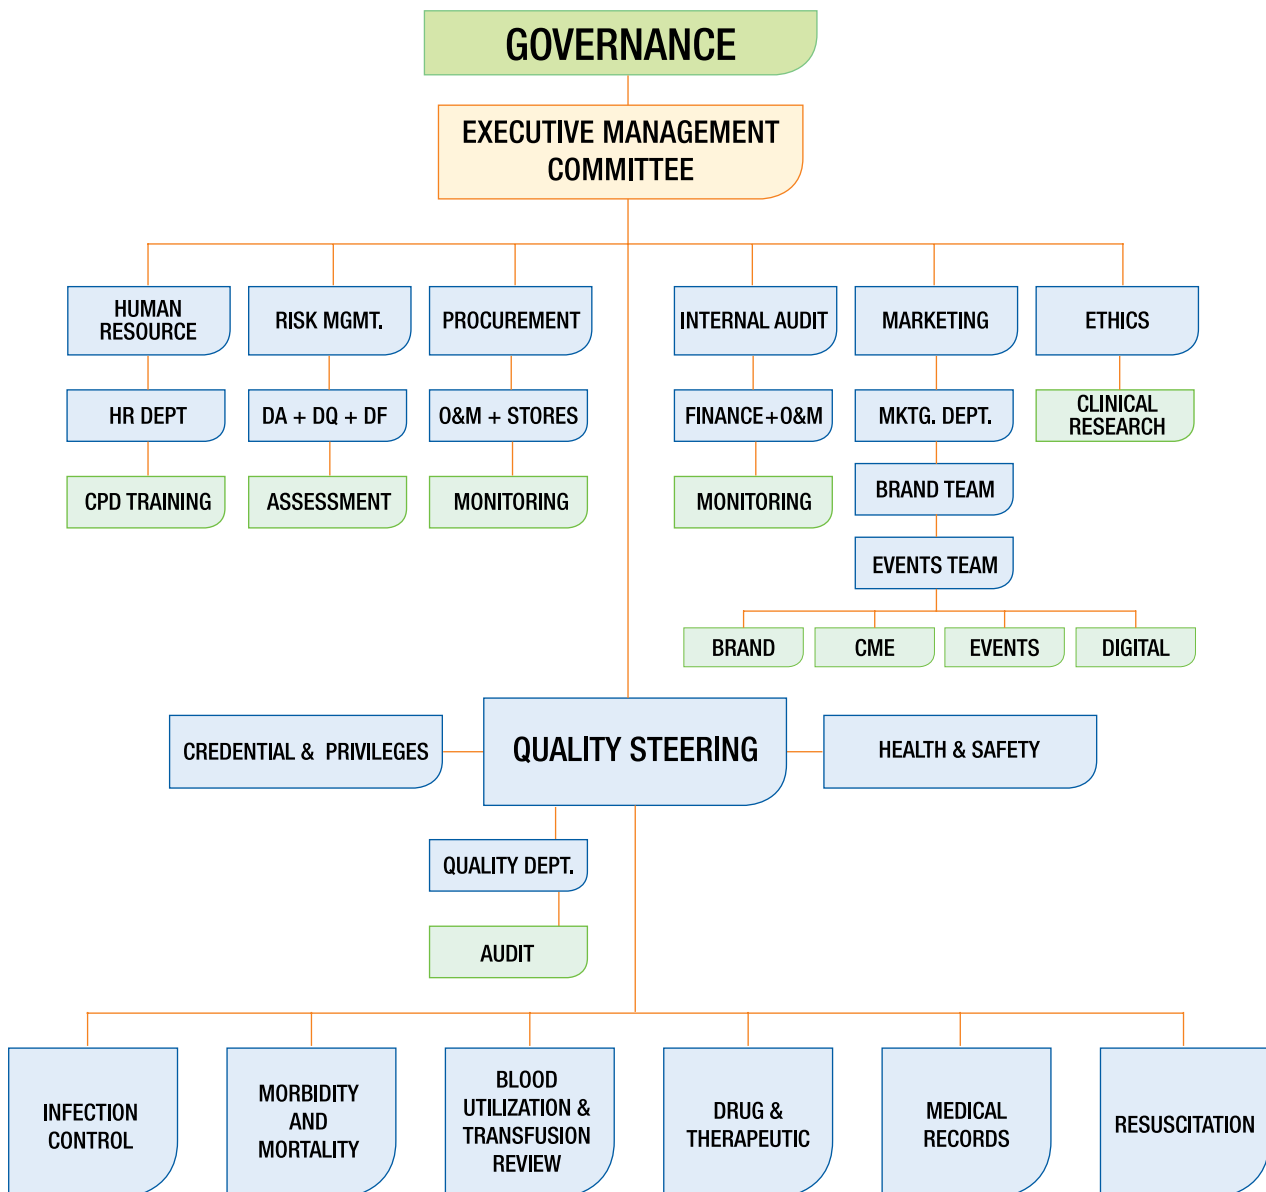 GOVERNANCE
EXECUTIVE MANAGEMENT
COMMITTEE
HUMAN
RESOURCE
RISK MGMT.
PROCUREMENT
INTERNAL AUDIT
MARKETING
ETHICS
HR DEPT
DA + DQ + DF
O&M + STORES
FINANCE+O&M
MKTG. DEPT.
CLINICAL
RESEARCH
CPD TRAINING
ASSESSMENT
MONITORING
MONITORING
BRAND TEAM
EVENTS TEAM
BRAND
CME
EVENTS
DIGITAL
CREDENTIAL & PRIVILEGES
QUALITY STEERING
HEALTH & SAFETY
QUALITY DEPT.
AUDIT
INFECTION
CONTROL
MORBIDITY
AND
MORTALITY
BLOOD
UTILIZATION &
TRANSFUSION
REVIEW
DRUG &
THERAPEUTIC
MEDICAL
RECORDS
RESUSCITATION